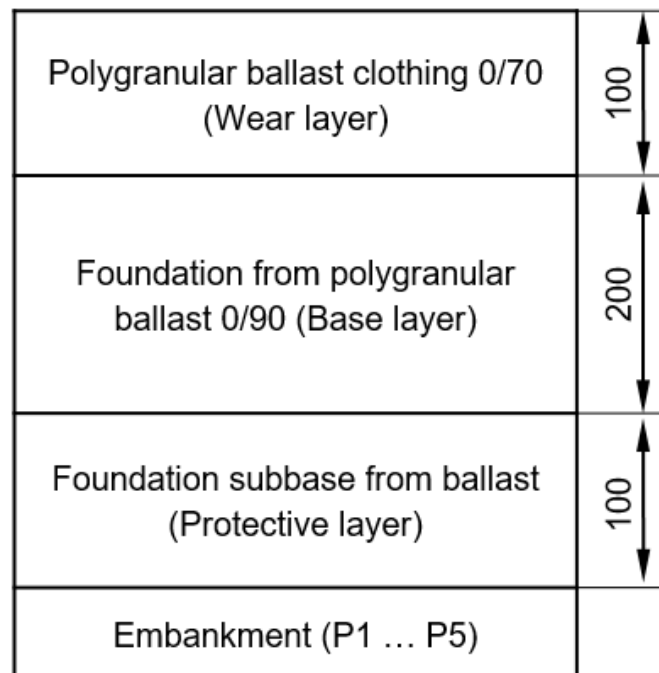 Polygranular ballast clothing 0/70
(Wear layer)
100
Foundation from polygranular
ballast 0/90 (Base layer)
200
Foundation subbase from ballast
(Protective layer)
100
Embankment (P1 … P5)